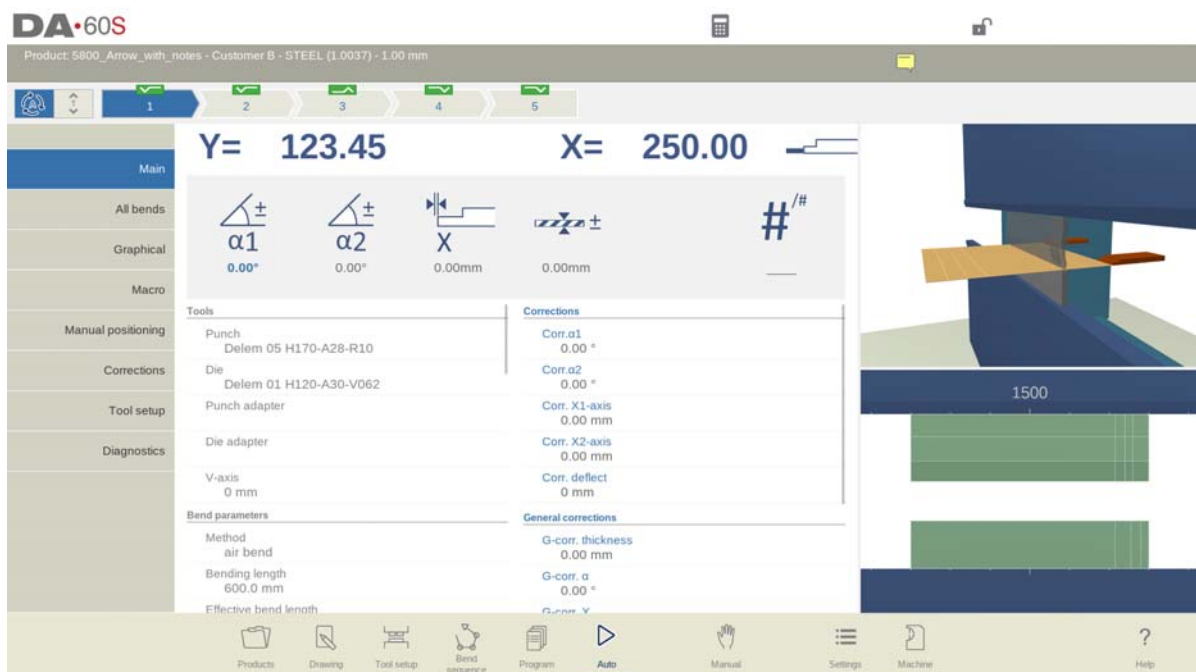 DA•60S
Product: 5800_Arrow_with_notes - Customer B - STEEL (1.0037) - 1.00 mm
1
1 2 3 4 5
Y= 123.45 X= 250.00
Main
All bends
Graphical
Macro
Manual positioning
Corrections
Tool setup
Diagnostics
± ± ± #/#
α1 α2 X
0.00° 0.00° 0.00mm 0.00mm
Tools
Punch
Delem 05 H170-A28-R10
Die
Delem 01 H120-A30-V062
Punch adapter
Die adapter
V-axis
0 mm
Bend parameters
Method
air bend
Bending length
600.0 mm
Effective bend length
Corrections
Corr.α1
0.00 °
Corr.α2
0.00 °
Corr. X1-axis
0.00 mm
Corr. X2-axis
0.00 mm
Corr. deflect
0 mm
General corrections
G-corr. thickness
0.00 mm
G-corr. α
0.00 °
G-corr. X
1500
Products Drawing Tool setup Bend sequence Program Auto Manual Settings Machine ? Help